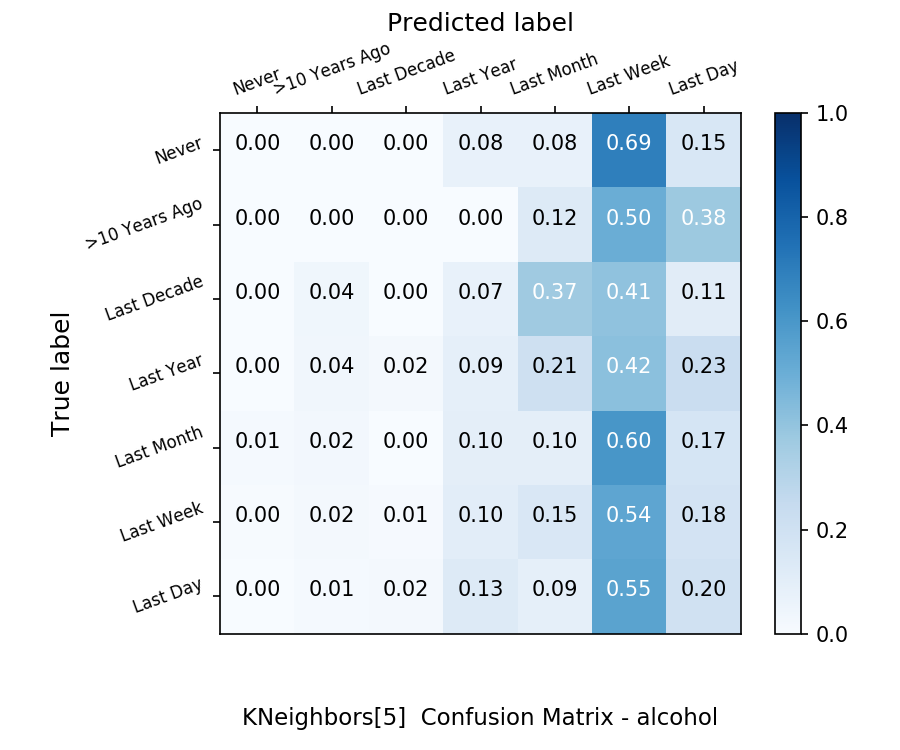 Predicted label
Never >10 Years Ago Last Decade Last Year Last Month Last Week Last Day
1.0
Never 0.00 0.00 0.00 0.08 0.08 0.69 0.15
>10 Years Ago 0.00 0.00 0.00 0.00 0.12 0.50 0.38
0.8
Last Decade 0.00 0.04 0.00 0.07 0.37 0.41 0.11
0.6
True label
Last Year 0.00 0.04 0.02 0.09 0.21 0.42 0.23
0.4
Last Month 0.01 0.02 0.00 0.10 0.10 0.60 0.17
Last Week 0.00 0.02 0.01 0.10 0.15 0.54 0.18
0.2
Last Day 0.00 0.01 0.02 0.13 0.09 0.55 0.20
0.0
KNeighbors[5]  Confusion Matrix - alcohol